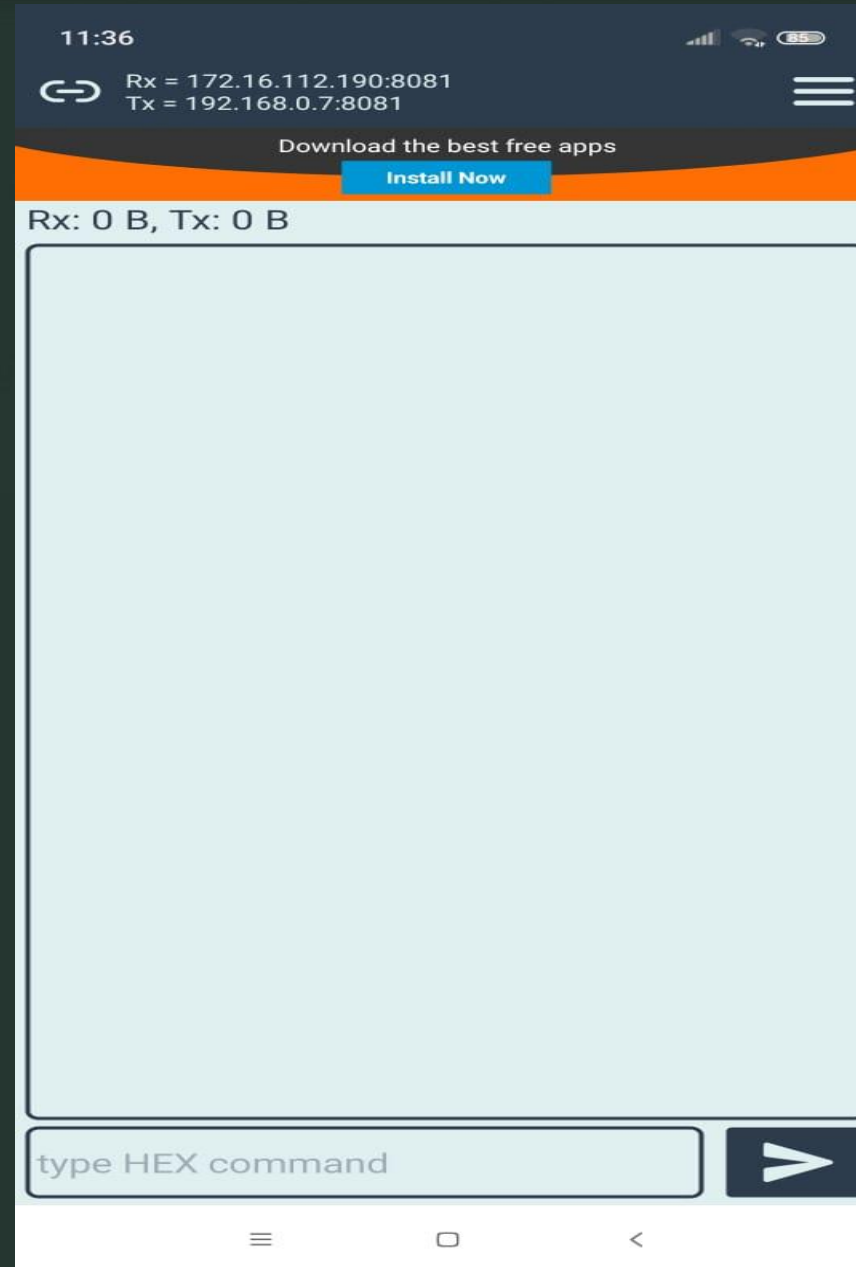 11:36
85
Rx = 172.16.112.190:8081
Tx = 192.168.0.7:8081
Download the best free apps
Install Now
Rx: 0 B, Tx: 0 B
type HEX command